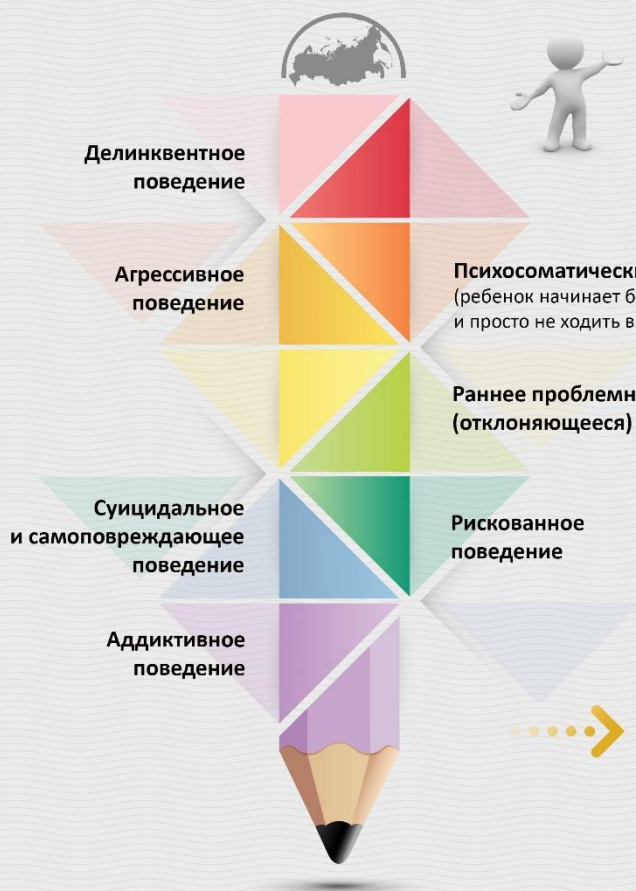 Делинквентное
поведение
Агрессивное
поведение
(ребенок начинает
и просто не ходить
Раннее
(отклоняющееся)
Суицидальное
и самоповреждающее
поведение
Рискованное
поведение
Аддиктивное
поведение